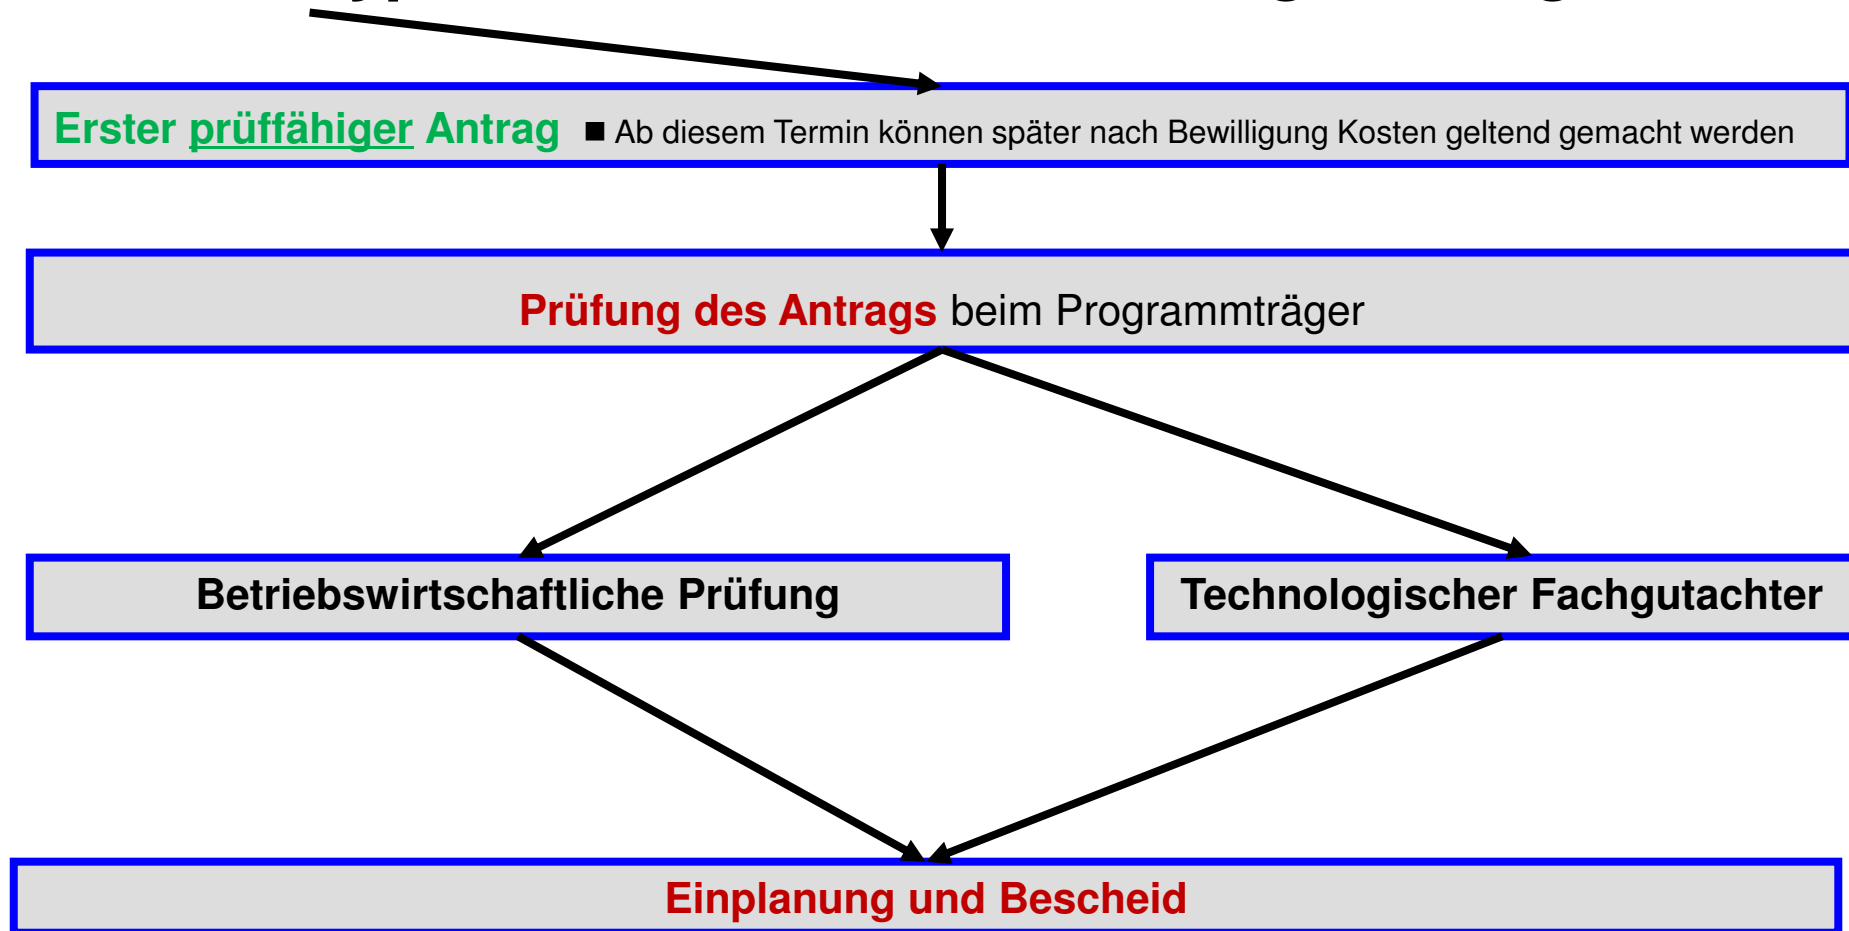 Erster prüffähiger Antrag ■ Ab diesem Termin können später nach Bewilligung Kosten geltend gemacht werden
Prüfung des Antrags beim Programmträger
Betriebswirtschaftliche Prüfung
Technologischer Fachgutachter
Einplanung und Bescheid